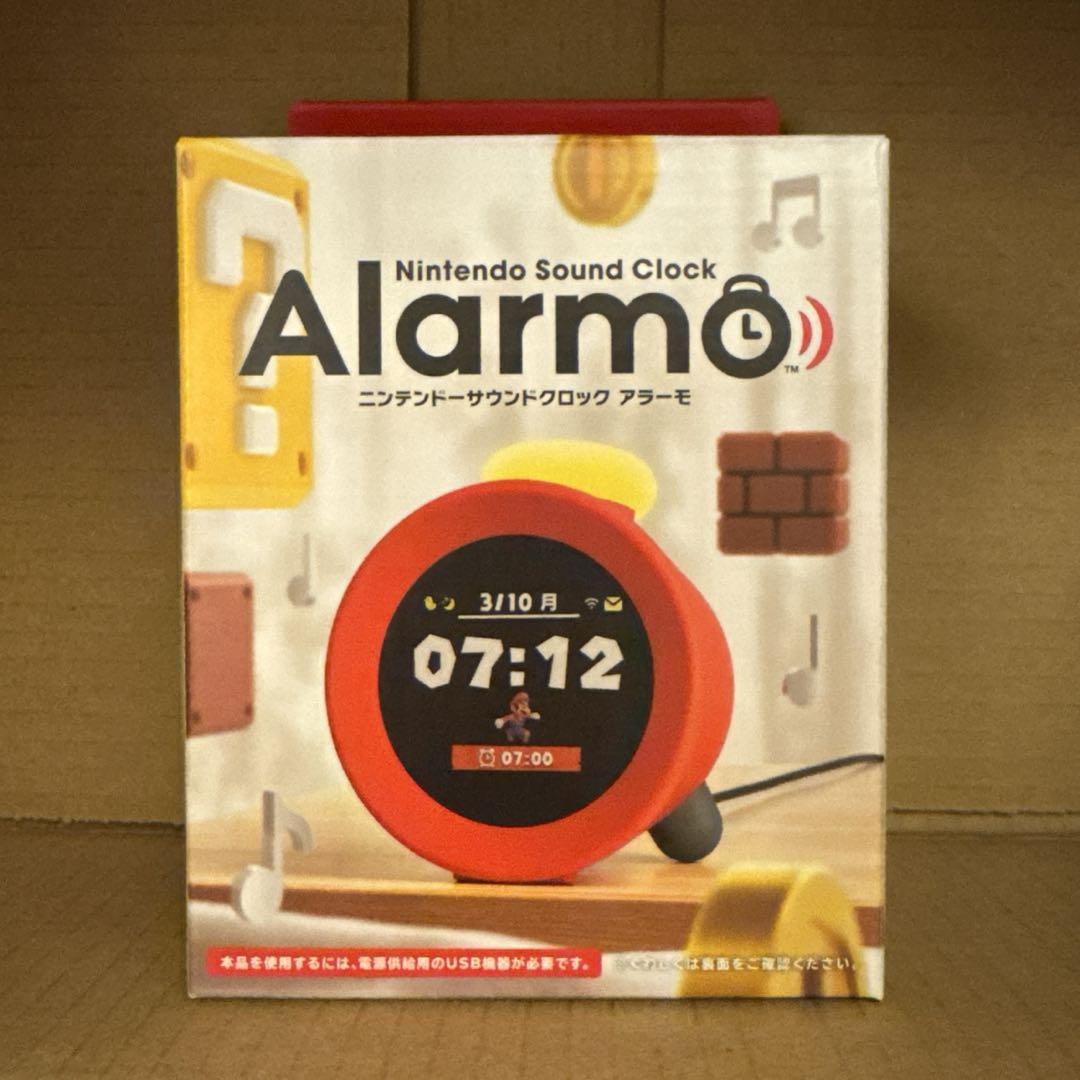 Nintendo Sound Clock
Alarmo™
ニンテンドーサウンドクロック アラーモ
3/10 月
07:12
07:00
本品を使用するには、電源供給用のUSB機器が必要です。
※くわしくは裏面をご確認ください。